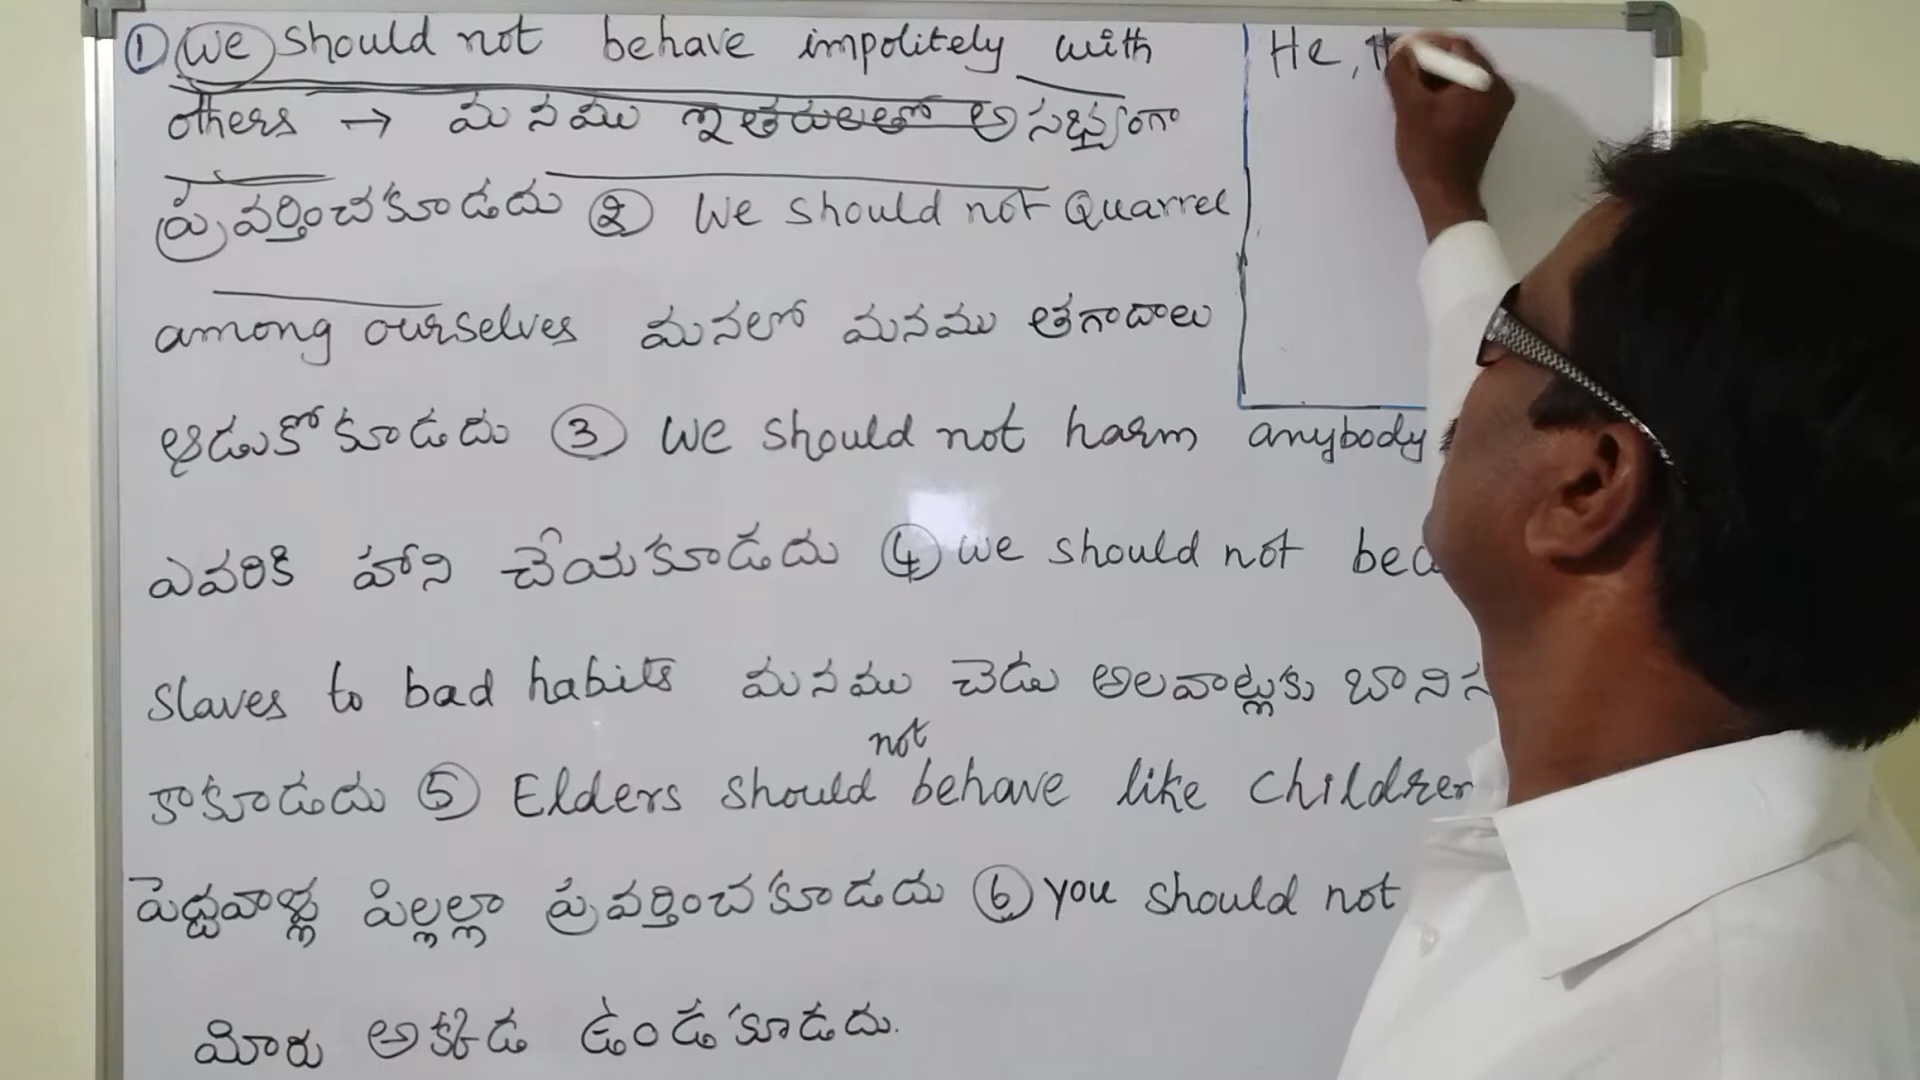 ① We should not behave impolitely with
He,
others → మనము ఇతరులతో అసభ్యంగా
ప్రవర్తించకూడదు ② We should not Quarrel
among ourselves మనలో మనము తగాదాలు
ఆడుకోకూడదు ③ We should not harm anybody
ఎవరికి హాని చేయకూడదు ④ we should not
slaves to bad habits మనము చెడు అలవాట్లకు
not
కాకూడదు ⑤ Elders should behave like children
పెద్దవాళ్లు పిల్లల్లా ప్రవర్తించకూడదు ⑥ you should not
మీరు అక్కడ ఉండకూడదు.